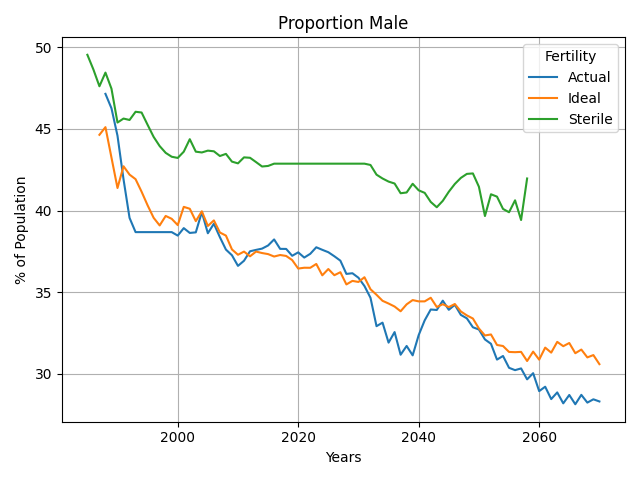 Proportion Male
% of Population
50
45
40
35
30
Fertility
Actual
Ideal
Sterile
2000
2020
2040
2060
Years